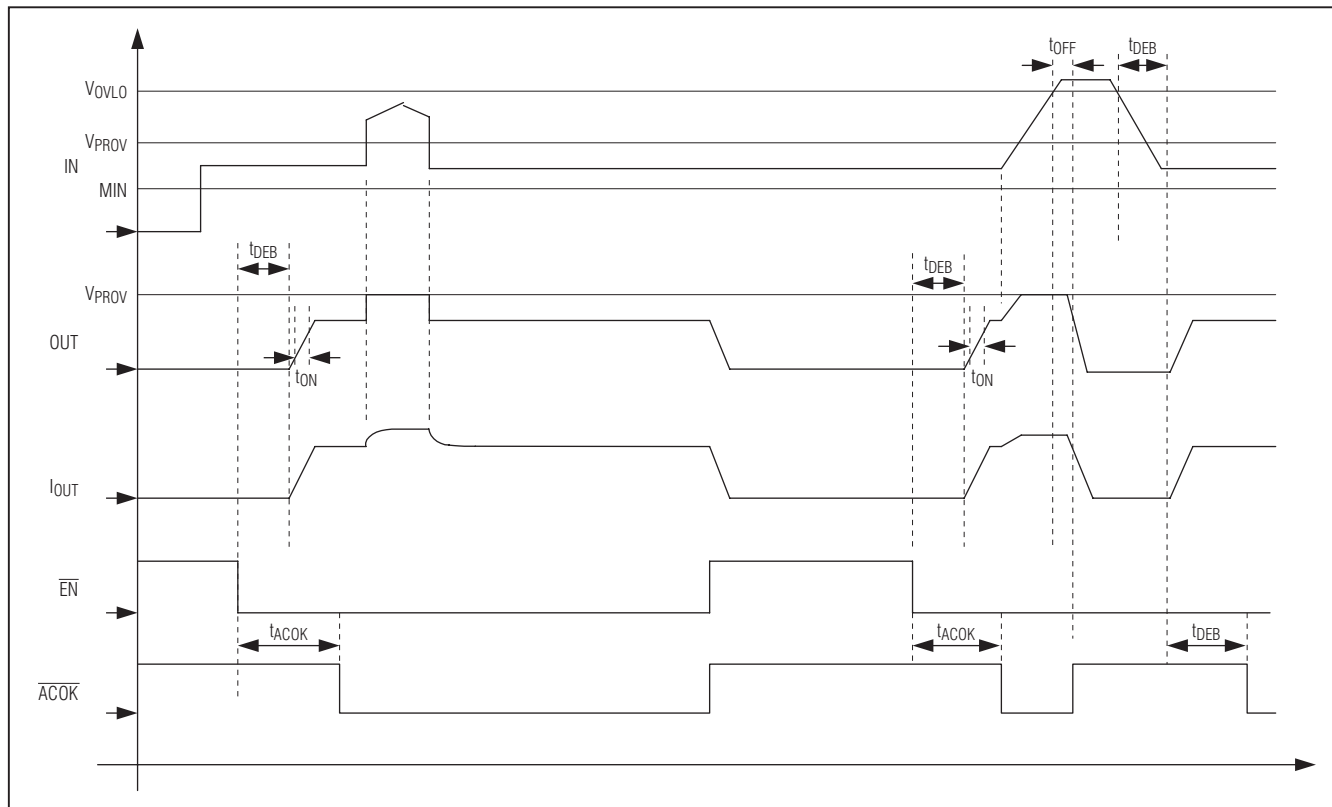 tOFF
tDEB
VOVLO
VPROV
IN
MIN
tDEB
tDEB
VPROV
OUT
tON
tON
IOUT
EN
tACOK
tACOK
tDEB
ACOK